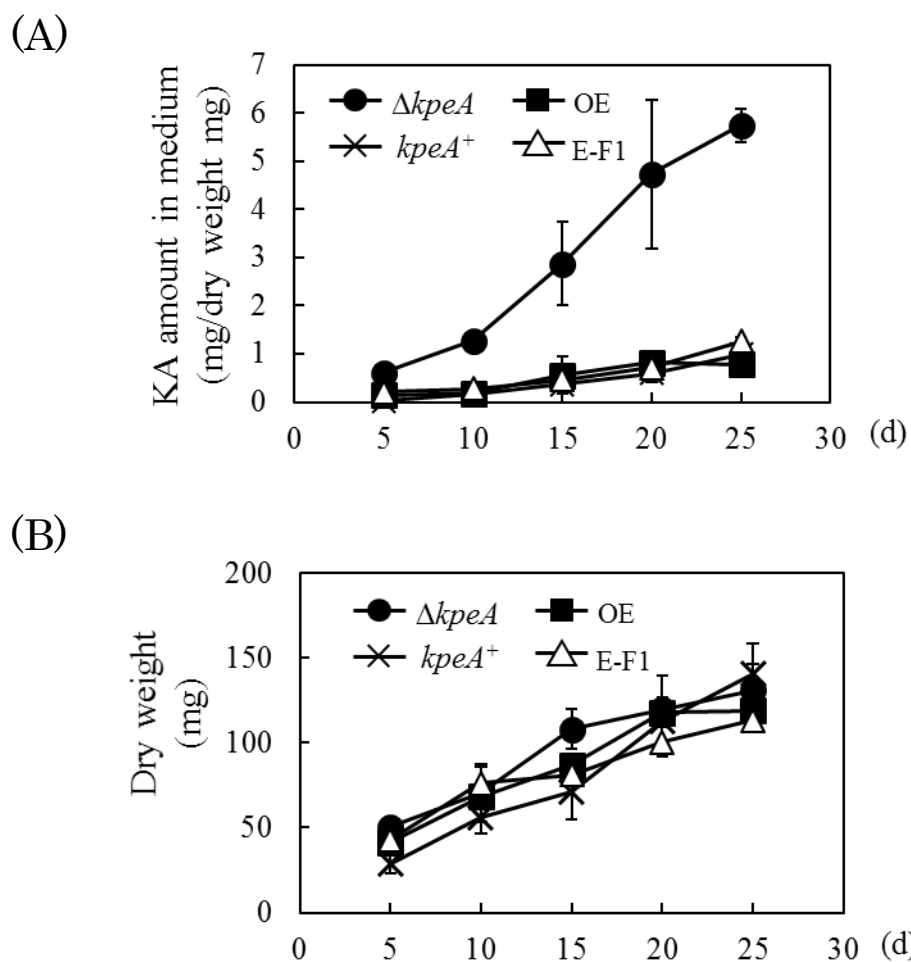 (A)
KA amount in medium
(mg/dry weight mg)
7
6
5
4
3
2
1
0
ΔkpeA
OE
kpeA⁺
E-F1
0
5
10
15
20
25
30
(d)
(B)
Dry weight
(mg)
200
150
100
50
0
ΔkpeA
OE
kpeA⁺
E-F1
0
5
10
15
20
25
30
(d)